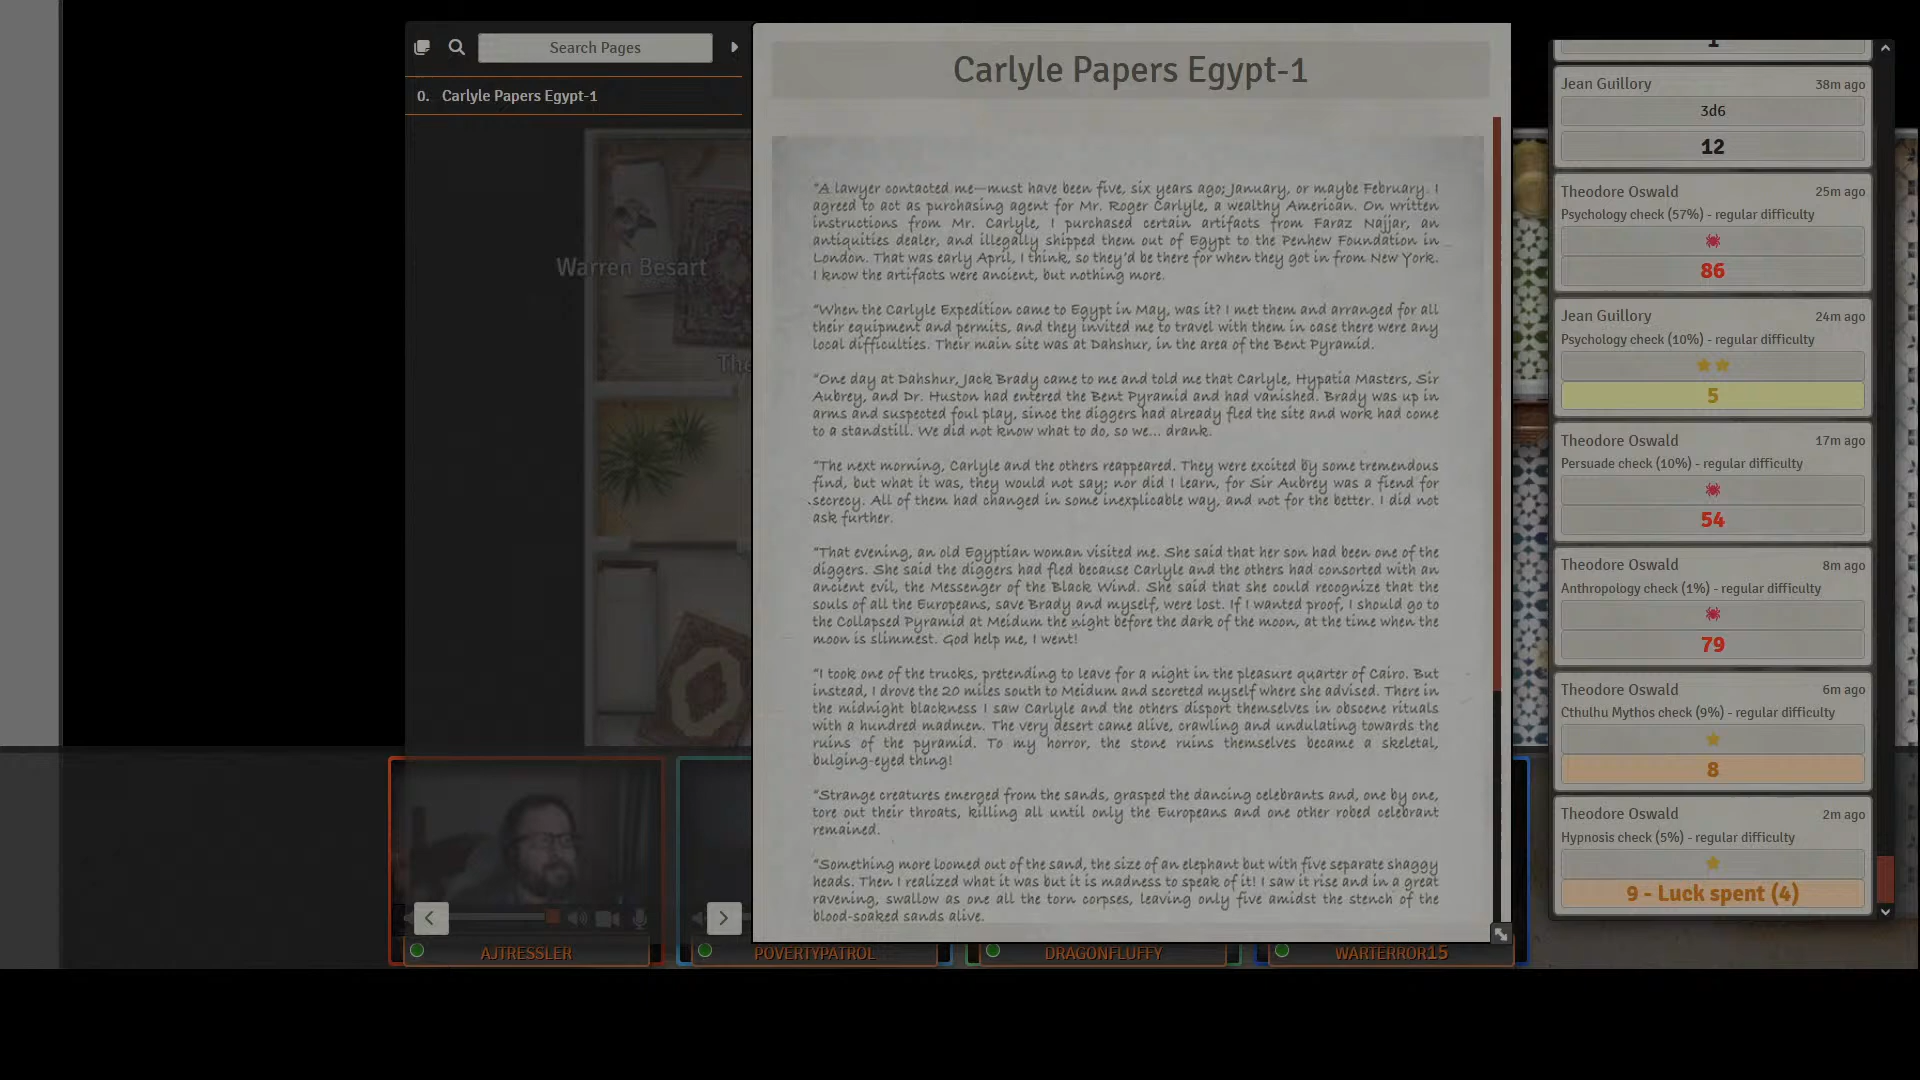 Search Pages
0. Carlyle Papers Egypt-1
Warren Besart
Carlyle Papers Egypt-1
"A lawyer contacted me—must have been five, six years ago; January, or maybe February. I
agreed to act as purchasing agent for Mr. Roger Carlyle, a wealthy American. On written
instructions from Mr. Carlyle, I purchased certain artifacts from Faraz Najjar, an
antiquities dealer, and illegally shipped them out of Egypt to the Penhew Foundation in
London. That was early April, I think, so they'd be there for when they got in from New York.
I know the artifacts were ancient, but nothing more.
"When the Carlyle Expedition came to Egypt in May, was it? I met them and arranged for all
their equipment and permits, and they invited me to travel with them in case there were any
local difficulties. Their main site was at Dahshur, in the area of the Bent Pyramid.
"One day at Dahshur, Jack Brady came to me and told me that Carlyle, Hypatia Masters, Sir
Aubrey, and Dr. Huston had entered the Bent Pyramid and had vanished. Brady was up in
arms and suspected foul play, since the diggers had already fled the site and work had come
to a standstill. We did not know what to do, so we... drank.
"The next morning, Carlyle and the others reappeared. They were excited by some tremendous
find, but what it was, they would not say; nor did I learn, for Sir Aubrey was a fiend for
secrecy. All of them had changed in some inexplicable way, and not for the better. I did not
ask further.
"That evening, an old Egyptian woman visited me. She said that her son had been one of the
diggers. She said the diggers had fled because Carlyle and the others had consorted with an
ancient evil, the Messenger of the Black Wind. She said that she could recognize that the
souls of all the Europeans, save Brady and myself, were lost. If I wanted proof, I should go to
the Collapsed Pyramid at Meidum the night before the dark of the moon, at the time when the
moon is slimmest. God help me, I went!
"I took one of the trucks, pretending to leave for a night in the pleasure quarter of Cairo. But
instead, I drove the 20 miles south to Meidum and secreted myself where she advised. There in
the midnight blackness I saw Carlyle and the others disport themselves in obscene rituals
with a hundred madmen. The very desert came alive, crawling and undulating towards the
ruins of the pyramid. To my horror, the stone ruins themselves became a skeletal,
bulging-eyed thing!
"Strange creatures emerged from the sands, grasped the dancing celebrants and, one by one,
tore out their throats, killing all until only the Europeans and one other robed celebrant
remained.
"Something more loomed out of the sand, the size of an elephant but with five separate shaggy
heads. Then I realized what it was but it is madness to speak of it! I saw it rise and in a great
ravening, swallow as one all the torn corpses, leaving only five amidst the stench of the
blood-soaked sands alive.
1
Jean Guillory 38m ago
3d6
12
Theodore Oswald 25m ago
Psychology check (57%) - regular difficulty
86
Jean Guillory 24m ago
Psychology check (10%) - regular difficulty
5
Theodore Oswald 17m ago
Persuade check (10%) - regular difficulty
54
Theodore Oswald 8m ago
Anthropology check (1%) - regular difficulty
79
Theodore Oswald 6m ago
Cthulhu Mythos check (9%) - regular difficulty
8
Theodore Oswald 2m ago
Hypnosis check (5%) - regular difficulty
9 - Luck spent (4)
AJTRESSLER
POVERTYPATROL
DRAGONFLUFFY
WARTERROR15